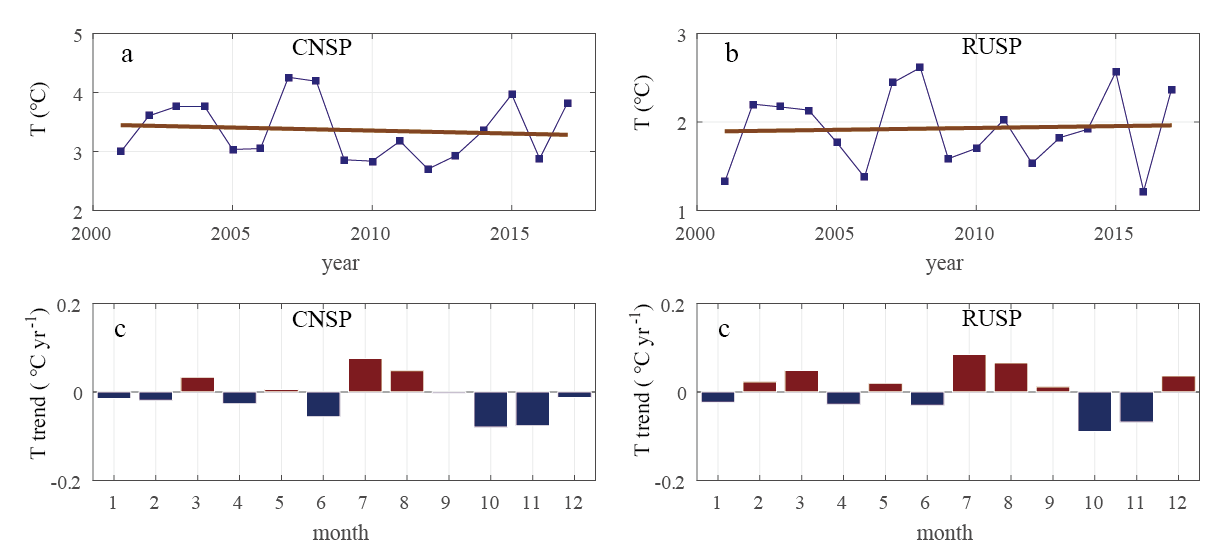 a
CNSP
T (°C)
5
4
3
2
2000
2005
2010
2015
year
b
RUSP
T (°C)
3
2
1
2000
2005
2010
2015
year
c
CNSP
T trend ( °C yr-1)
0.2
0
-0.2
1 2 3 4 5 6 7 8 9 10 11 12
month
c
RUSP
T trend ( °C yr-1)
0.2
0
-0.2
1 2 3 4 5 6 7 8 9 10 11 12
month